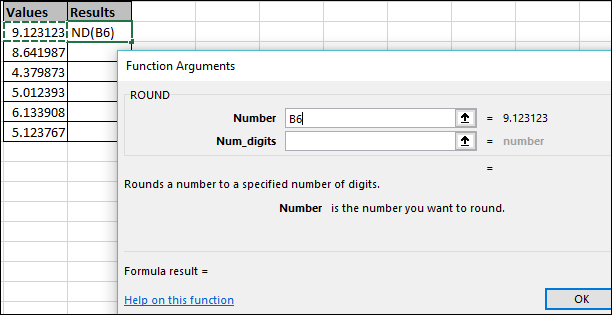 Values Results
9.123123 ND(B6)
8.641987
4.379873
5.012393
6.133908
5.123767
Function Arguments
ROUND
Number B6 = 9.123123
Num_digits = number
=
Rounds a number to a specified number of digits.
Number is the number you want to round.
Formula result =
Help on this function
OK